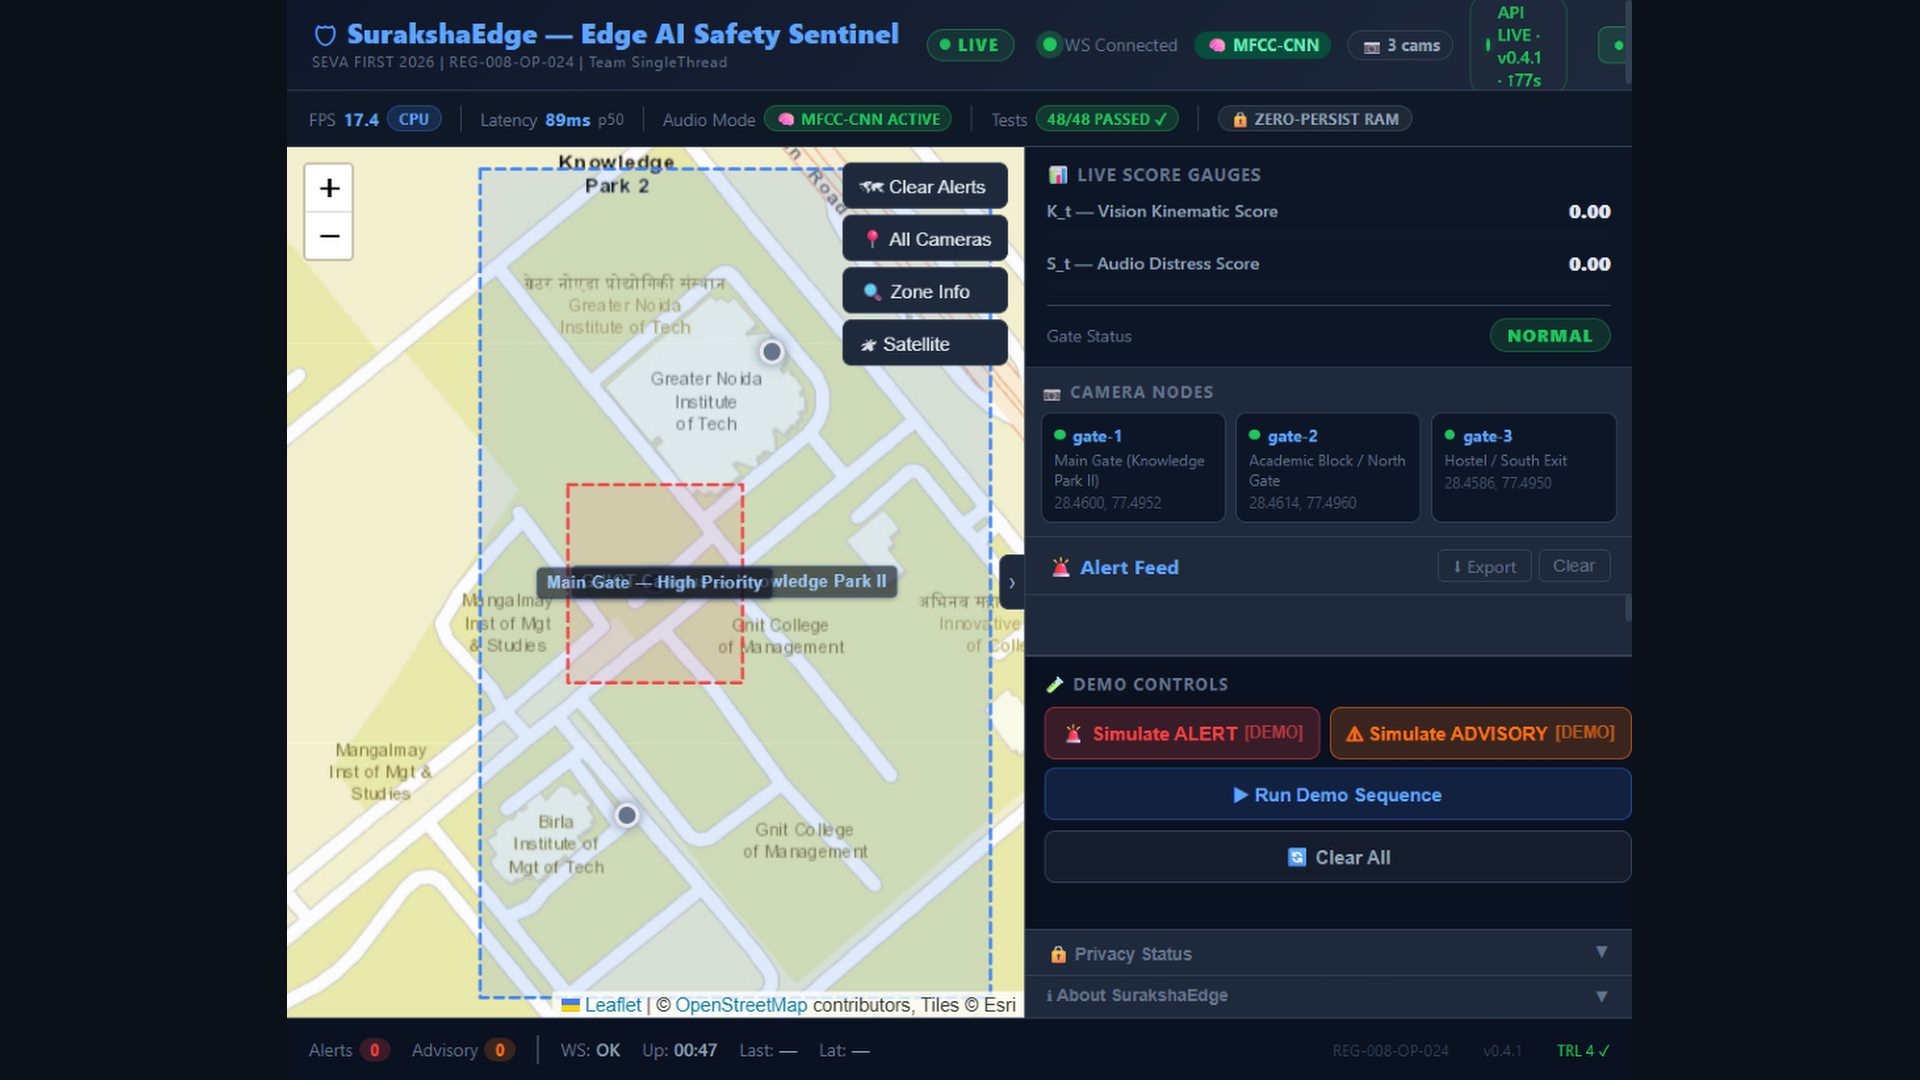 SurakshaEdge — Edge AI Safety Sentinel
SEVA FIRST 2026 | REG-008-OP-024 | Team SingleThread
LIVE
WS Connected
MFCC-CNN
3 cams
API
LIVE ·
v0.4.1
· ↑77s
FPS 17.4 CPU
Latency 89ms p50
Audio Mode MFCC-CNN ACTIVE
Tests 48/48 PASSED ✓
ZERO-PERSIST RAM
+
−
Knowledge
Park 2
Road
Clear Alerts
All Cameras
Zone Info
Satellite
ग्रेटर नोएडा प्रोद्योगिकी संस्थान
Greater Noida
Institute of Tech
Greater Noida
Institute
of Tech
Main Gate — High Priority
wledge Park II
Mangalmay
Inst of Mgt
& Studies
Gnit College
of Management
अभिनव
Innovative
of Colle
Mangalmay
Inst of Mgt &
Studies
Birla
Institute of
Mgt of Tech
Gnit College
of Management
Leaflet | © OpenStreetMap contributors, Tiles © Esri
›
LIVE SCORE GAUGES
K_t — Vision Kinematic Score 0.00
S_t — Audio Distress Score 0.00
Gate Status NORMAL
CAMERA NODES
gate-1
Main Gate (Knowledge
Park II)
28.4600, 77.4952
gate-2
Academic Block / North
Gate
28.4614, 77.4960
gate-3
Hostel / South Exit
28.4586, 77.4950
Alert Feed
⬇ Export
Clear
DEMO CONTROLS
Simulate ALERT [DEMO]
⚠ Simulate ADVISORY [DEMO]
▶ Run Demo Sequence
Clear All
Privacy Status ▼
ℹ About SurakshaEdge ▼
Alerts 0
Advisory 0
WS: OK
Up: 00:47
Last: —
Lat: —
REG-008-OP-024
v0.4.1
TRL 4 ✓